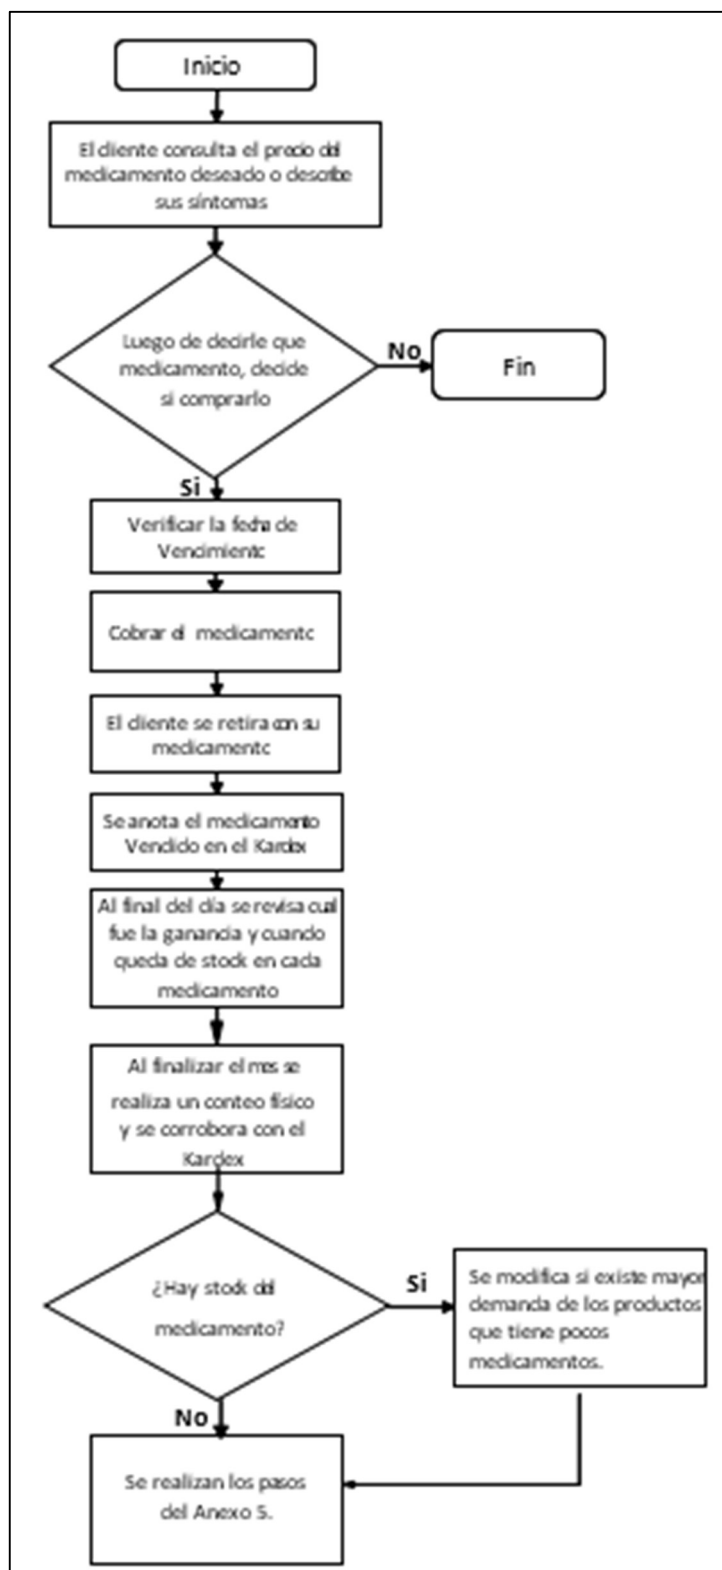 Inicio
El cliente consulta el precio del
medicamento deseado o describe
sus síntomas
Luego de decirle que
medicamento, decide
si comprarlo
No
Fin
Si
Verificar la fecha de
Vencimiento
Cobrar el medicamento
El cliente se retira con su
medicamento
Se anota el medicamento
Vendido en el Kardex
Al final del día se revisa cual
fue la ganancia y cuando
queda de stock en cada
medicamento
Al finalizar el mes se
realiza un conteo físico
y se corrobora con el
Kardex
¿Hay stock del
medicamento?
Si
Se modifica si existe mayor
demanda de los productos
que tiene pocos
medicamentos.
No
Se realizan los pasos
del Anexo 5.